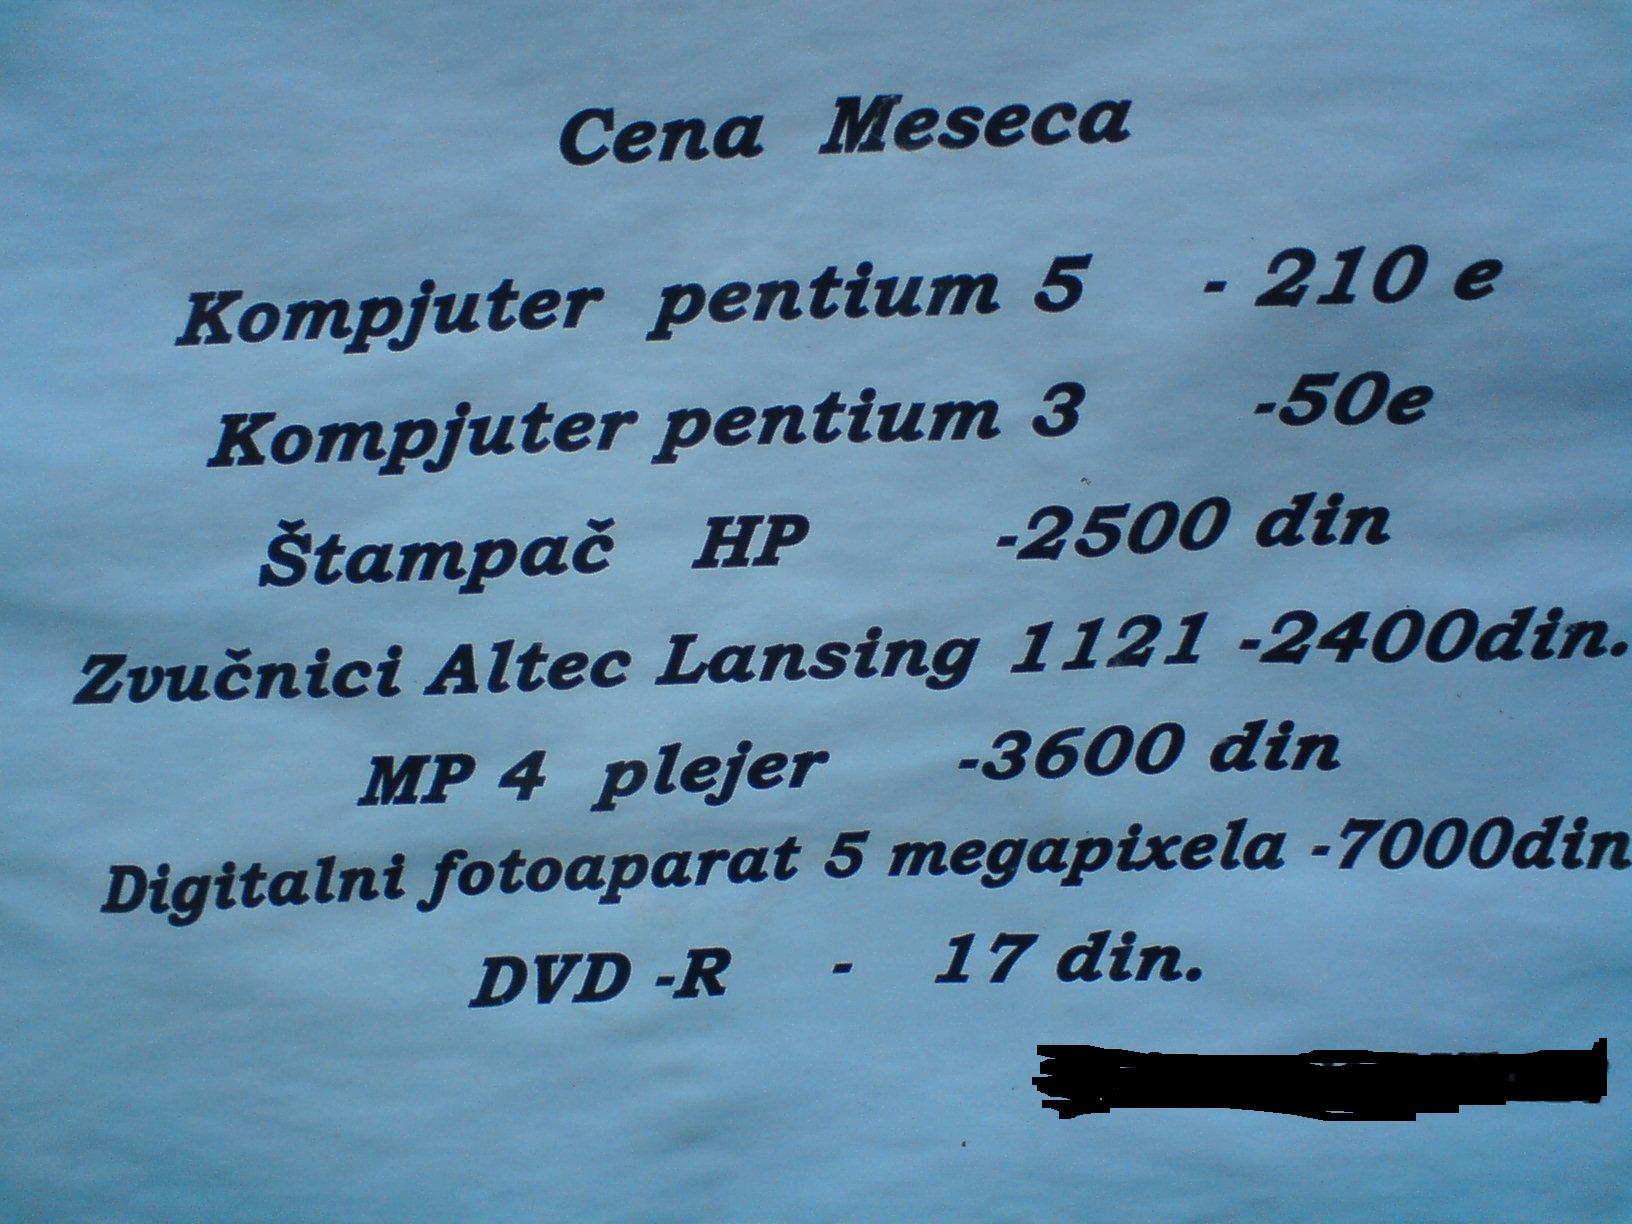 Cena Meseca
Kompjuter pentium 5 - 210 e
Kompjuter pentium 3 -50e
Štampač HP -2500 din
Zvučnici Altec Lansing 1121 -2400din.
MP 4 plejer -3600 din
Digitalni fotoaparat 5 megapixela -7000din
DVD -R - 17 din.